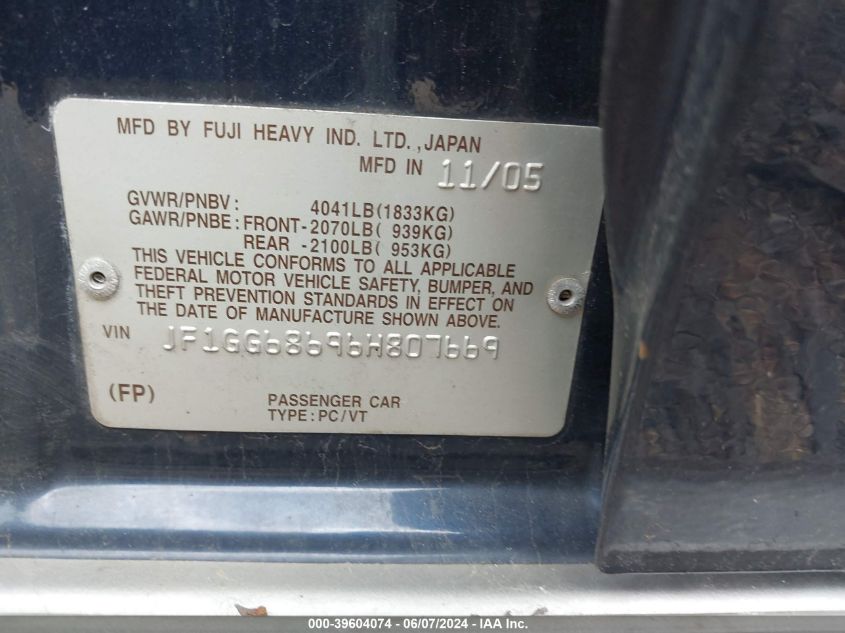 MFD BY FUJI HEAVY IND. LTD., JAPAN
MFD IN 11/05
GVWR/PNBV: 4041LB(1833KG)
GAWR/PNBE: FRONT-2070LB( 939KG)
REAR -2100LB( 953KG)
THIS VEHICLE CONFORMS TO ALL APPLICABLE
FEDERAL MOTOR VEHICLE SAFETY, BUMPER, AND
THEFT PREVENTION STANDARDS IN EFFECT ON
THE DATE OF MANUFACTURE SHOWN ABOVE.
VIN JF1GG68696H807669
(FP) PASSENGER CAR
TYPE: PC/VT
000-39604074 - 06/07/2024 - IAA Inc.